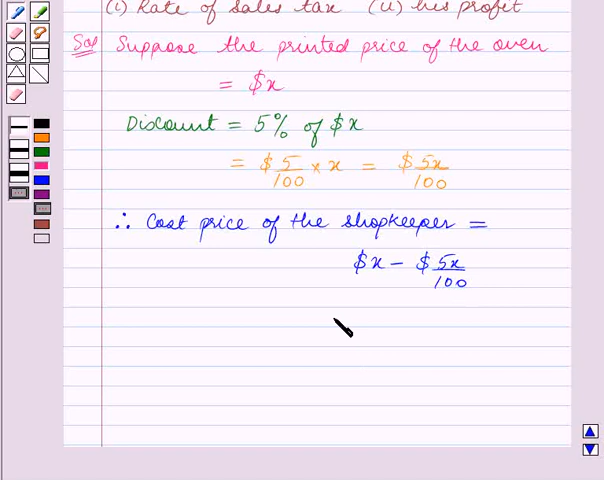 (i) Rate of Sales tax (ii) his profit
Sol Suppose the printed price of the oven
= $x
Discount = 5% of $x
= $ 5/100 × x = $ 5x/100
∴ Cost price of the shopkeeper =
$x - $ 5x/100